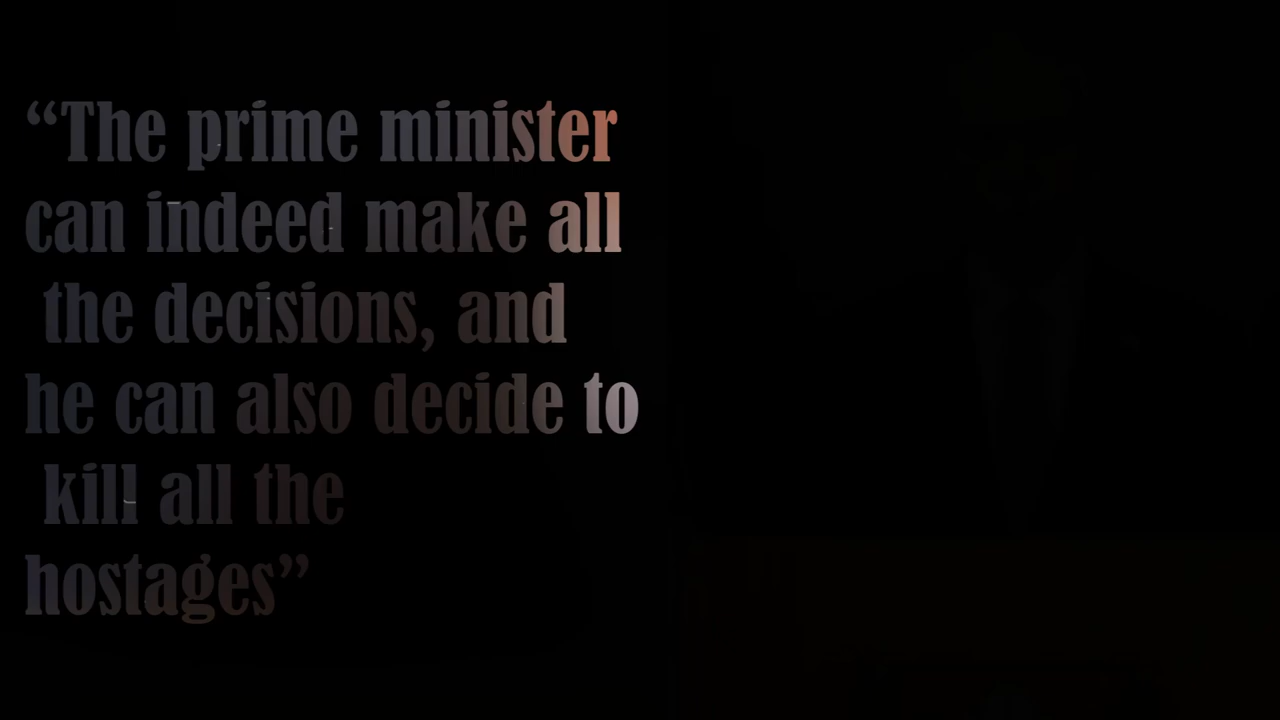 “The prime minister
can indeed make all
the decisions, and
he can also decide to
kill all the
hostages”